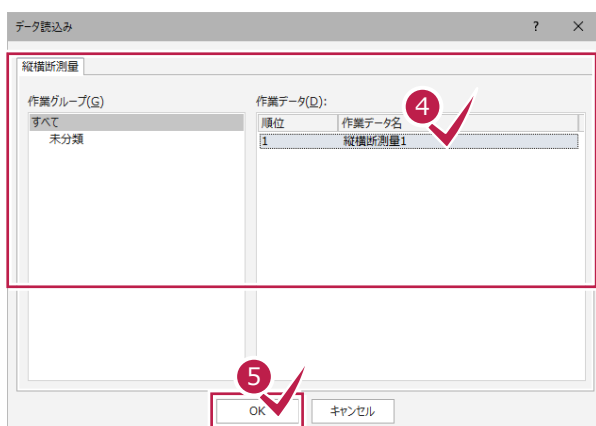 データ読込み ? ×
縦横断測量
作業グループ(G) 作業データ(D):
すべて
未分類
順位 作業データ名
1 縦横断測量1
4
5
OK キャンセル